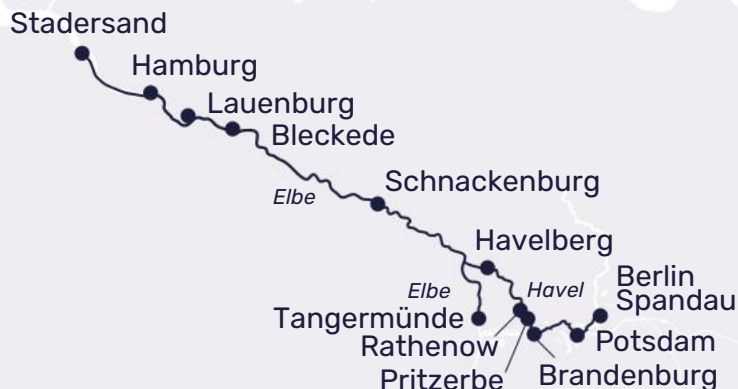 Stadersand
Hamburg
Lauenburg
Bleckede
Elbe
Schnackenburg
Havelberg
Elbe
Havel
Berlin
Spandau
Tangermünde
Rathenow
Potsdam
Pritzerbe
Brandenburg